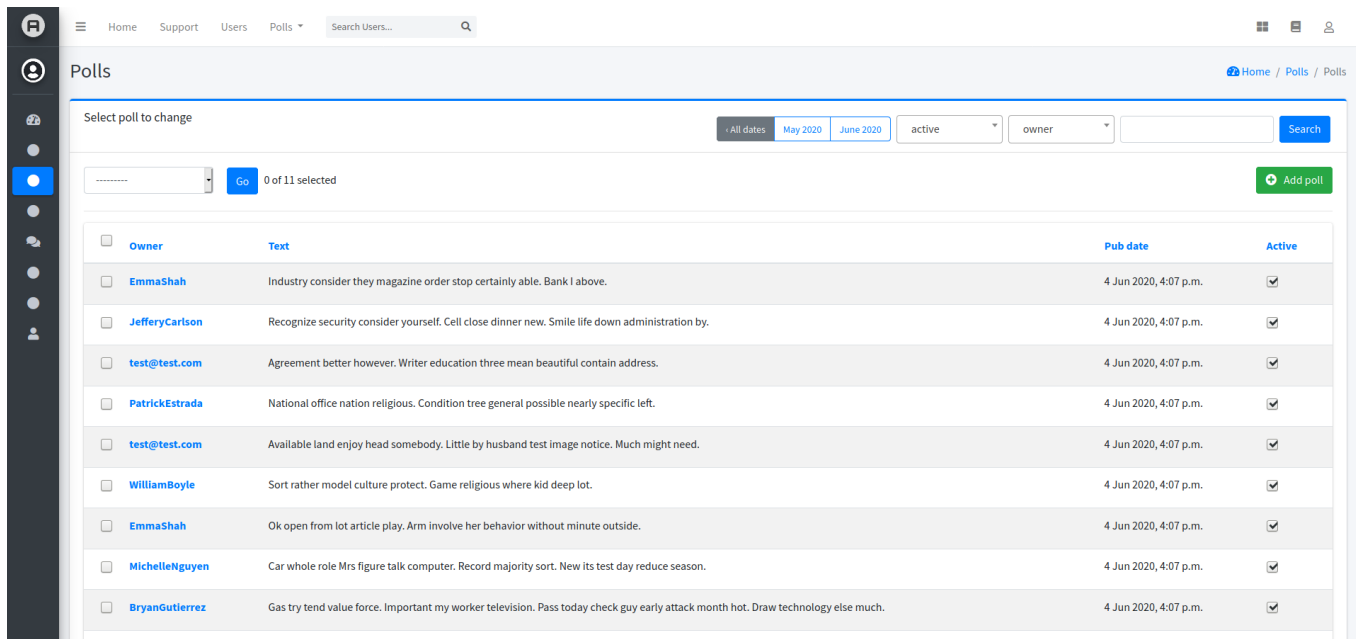 Home Support Users Polls Search Users...
Polls
Home / Polls / Polls
Select poll to change
‹ All dates May 2020 June 2020 active owner Search
--------- Go 0 of 11 selected
Add poll
Owner Text Pub date Active
EmmaShah Industry consider they magazine order stop certainly able. Bank I above. 4 Jun 2020, 4:07 p.m.
JefferyCarlson Recognize security consider yourself. Cell close dinner new. Smile life down administration by. 4 Jun 2020, 4:07 p.m.
test@test.com Agreement better however. Writer education three mean beautiful contain address. 4 Jun 2020, 4:07 p.m.
PatrickEstrada National office nation religious. Condition tree general possible nearly specific left. 4 Jun 2020, 4:07 p.m.
test@test.com Available land enjoy head somebody. Little by husband test image notice. Much might need. 4 Jun 2020, 4:07 p.m.
WilliamBoyle Sort rather model culture protect. Game religious where kid deep lot. 4 Jun 2020, 4:07 p.m.
EmmaShah Ok open from lot article play. Arm involve her behavior without minute outside. 4 Jun 2020, 4:07 p.m.
MichelleNguyen Car whole role Mrs figure talk computer. Record majority sort. New its test day reduce season. 4 Jun 2020, 4:07 p.m.
BryanGutierrez Gas try tend value force. Important my worker television. Pass today check guy early attack month hot. Draw technology else much. 4 Jun 2020, 4:07 p.m.